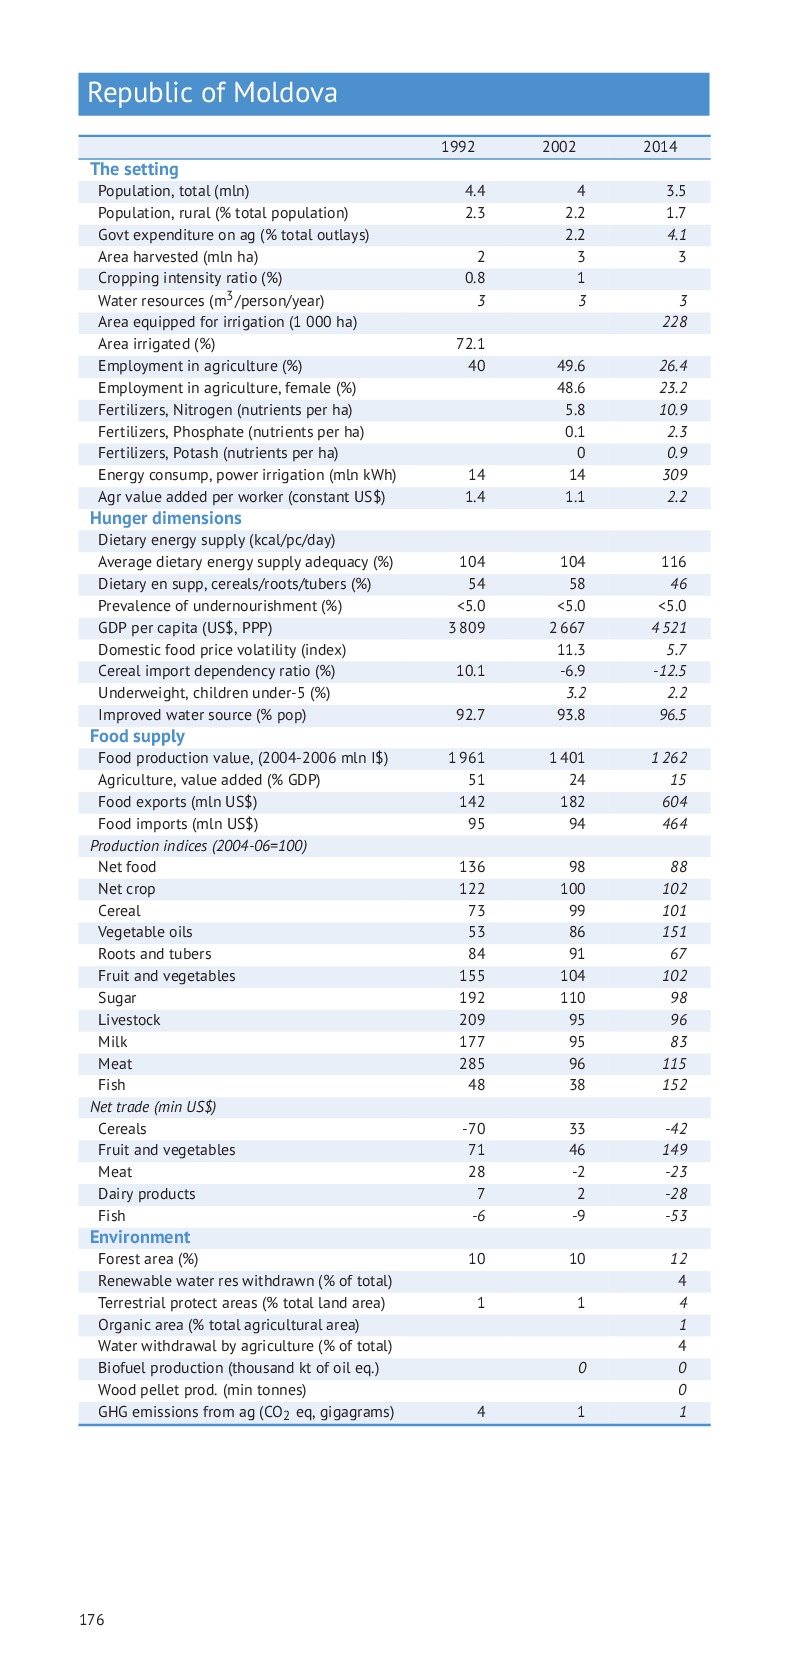 Republic of Moldova
1992 2002 2014
The setting
Population, total (mln) 4.4 4 3.5
Population, rural (% total population) 2.3 2.2 1.7
Govt expenditure on ag (% total outlays) 2.2 4.1
Area harvested (mln ha) 2 3 3
Cropping intensity ratio (%) 0.8 1
Water resources (m³/person/year) 3 3 3
Area equipped for irrigation (1 000 ha) 228
Area irrigated (%) 72.1
Employment in agriculture (%) 40 49.6 26.4
Employment in agriculture, female (%) 48.6 23.2
Fertilizers, Nitrogen (nutrients per ha) 5.8 10.9
Fertilizers, Phosphate (nutrients per ha) 0.1 2.3
Fertilizers, Potash (nutrients per ha) 0 0.9
Energy consump, power irrigation (mln kWh) 14 14 309
Agr value added per worker (constant US$) 1.4 1.1 2.2
Hunger dimensions
Dietary energy supply (kcal/pc/day)
Average dietary energy supply adequacy (%) 104 104 116
Dietary en supp, cereals/roots/tubers (%) 54 58 46
Prevalence of undernourishment (%) <5.0 <5.0 <5.0
GDP per capita (US$, PPP) 3 809 2 667 4 521
Domestic food price volatility (index) 11.3 5.7
Cereal import dependency ratio (%) 10.1 -6.9 -12.5
Underweight, children under-5 (%) 3.2 2.2
Improved water source (% pop) 92.7 93.8 96.5
Food supply
Food production value, (2004-2006 mln I$) 1 961 1 401 1 262
Agriculture, value added (% GDP) 51 24 15
Food exports (mln US$) 142 182 604
Food imports (mln US$) 95 94 464
Production indices (2004-06=100)
Net food 136 98 88
Net crop 122 100 102
Cereal 73 99 101
Vegetable oils 53 86 151
Roots and tubers 84 91 67
Fruit and vegetables 155 104 102
Sugar 192 110 98
Livestock 209 95 96
Milk 177 95 83
Meat 285 96 115
Fish 48 38 152
Net trade (min US$)
Cereals -70 33 -42
Fruit and vegetables 71 46 149
Meat 28 -2 -23
Dairy products 7 2 -28
Fish -6 -9 -53
Environment
Forest area (%) 10 10 12
Renewable water res withdrawn (% of total) 4
Terrestrial protect areas (% total land area) 1 1 4
Organic area (% total agricultural area) 1
Water withdrawal by agriculture (% of total) 4
Biofuel production (thousand kt of oil eq.) 0 0
Wood pellet prod. (min tonnes) 0
GHG emissions from ag (CO₂ eq, gigagrams) 4 1 1
176